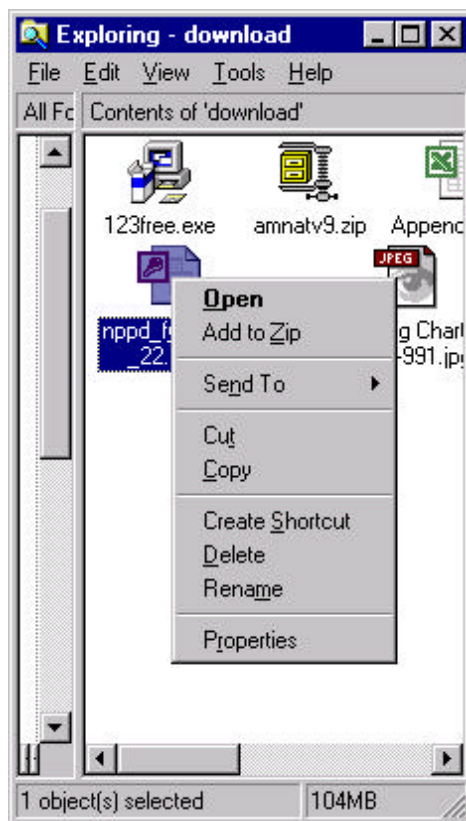 Exploring - download
File Edit View Tools Help
All Fo Contents of 'download'
123free.exe amnatv9.zip Append
JPEG
nppd_f
_22.
g Charl
-991.jpg
Open
Add to Zip
Send To
Cut
Copy
Create Shortcut
Delete
Rename
Properties
1 object(s) selected 104MB